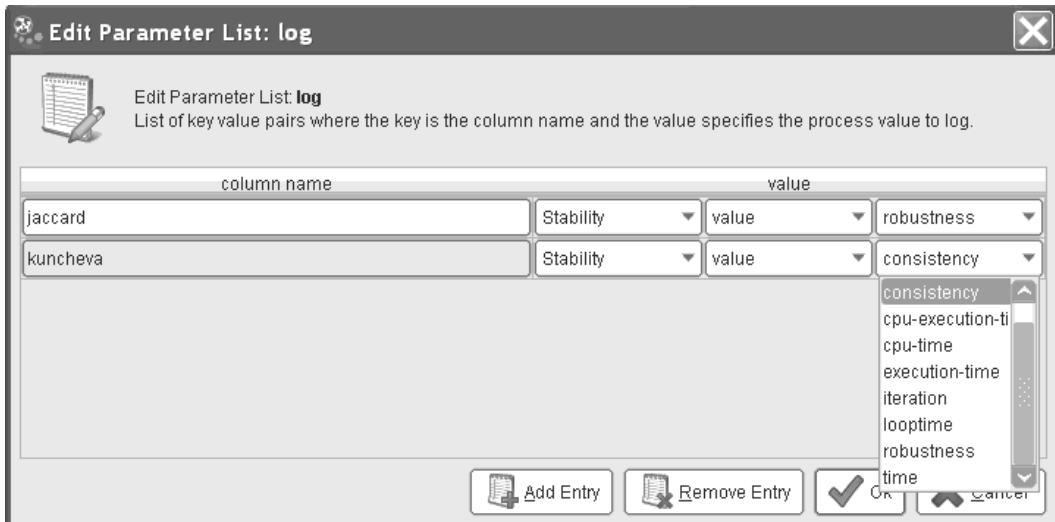 Edit Parameter List: log
Edit Parameter List: log
List of key value pairs where the key is the column name and the value specifies the process value to log.
column name value
jaccard Stability value robustness
kuncheva Stability value consistency
consistency
cpu-execution-ti
cpu-time
execution-time
iteration
looptime
robustness
time
Add Entry Remove Entry Ok Cancel